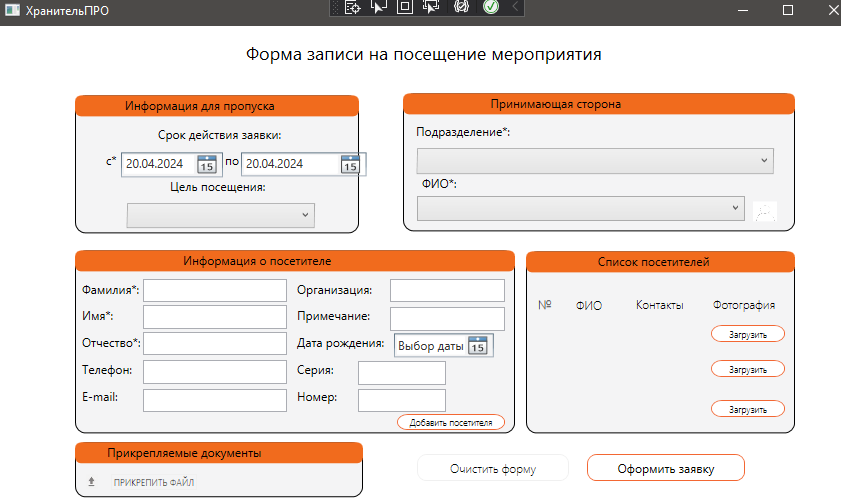 ХранительПРО
Форма записи на посещение мероприятия
Информация для пропуска
Срок действия заявки:
с* 20.04.2024 15 по 20.04.2024 15
Цель посещения:
Принимающая сторона
Подразделение*:
ФИО*:
Информация о посетителе
Фамилия*:
Имя*:
Отчество*:
Телефон:
E-mail:
Организация:
Примечание:
Дата рождения: Выбор даты 15
Серия:
Номер:
Добавить посетителя
Список посетителей
№ ФИО Контакты Фотография
Загрузить
Загрузить
Загрузить
Прикрепляемые документы
ПРИКРЕПИТЬ ФАЙЛ
Очистить форму
Оформить заявку